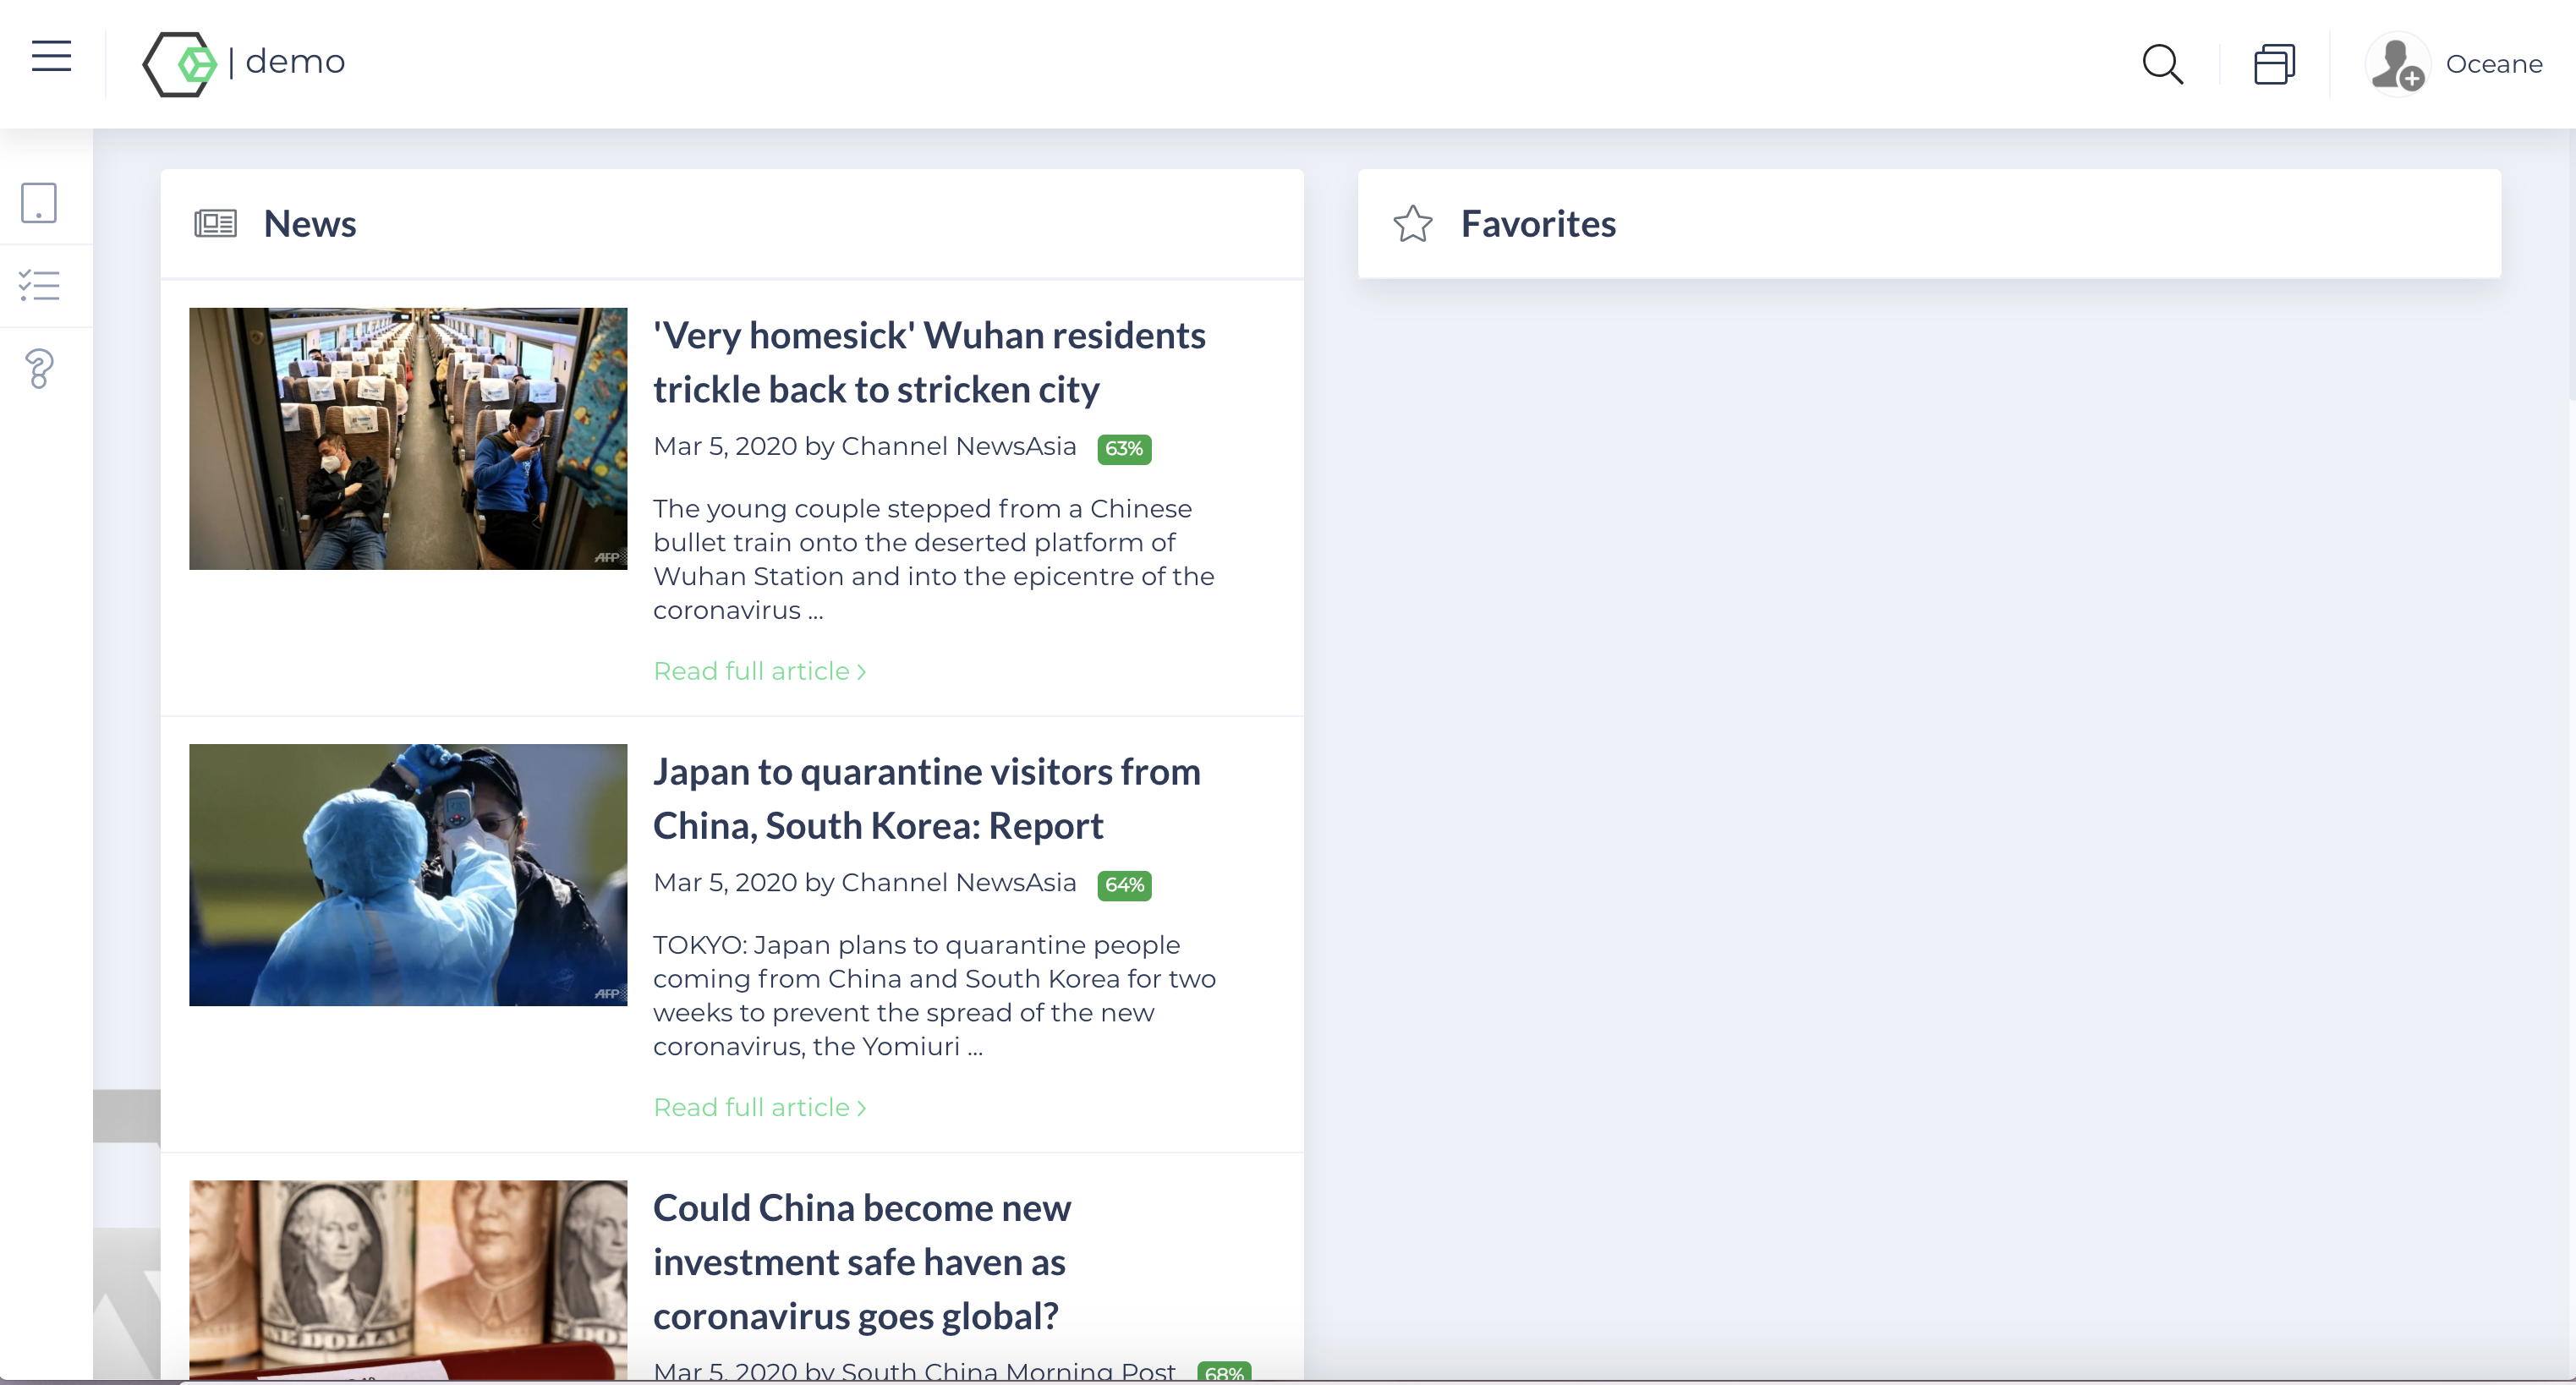 | demo
Oceane
News
Favorites
'Very homesick' Wuhan residents
trickle back to stricken city
Mar 5, 2020 by Channel NewsAsia 63%
The young couple stepped from a Chinese
bullet train onto the deserted platform of
Wuhan Station and into the epicentre of the
coronavirus ...
Read full article >
AFP
Japan to quarantine visitors from
China, South Korea: Report
Mar 5, 2020 by Channel NewsAsia 64%
TOKYO: Japan plans to quarantine people
coming from China and South Korea for two
weeks to prevent the spread of the new
coronavirus, the Yomiuri ...
Read full article >
AFP
Could China become new
investment safe haven as
coronavirus goes global?
Mar 5, 2020 by South China Morning Post 68%